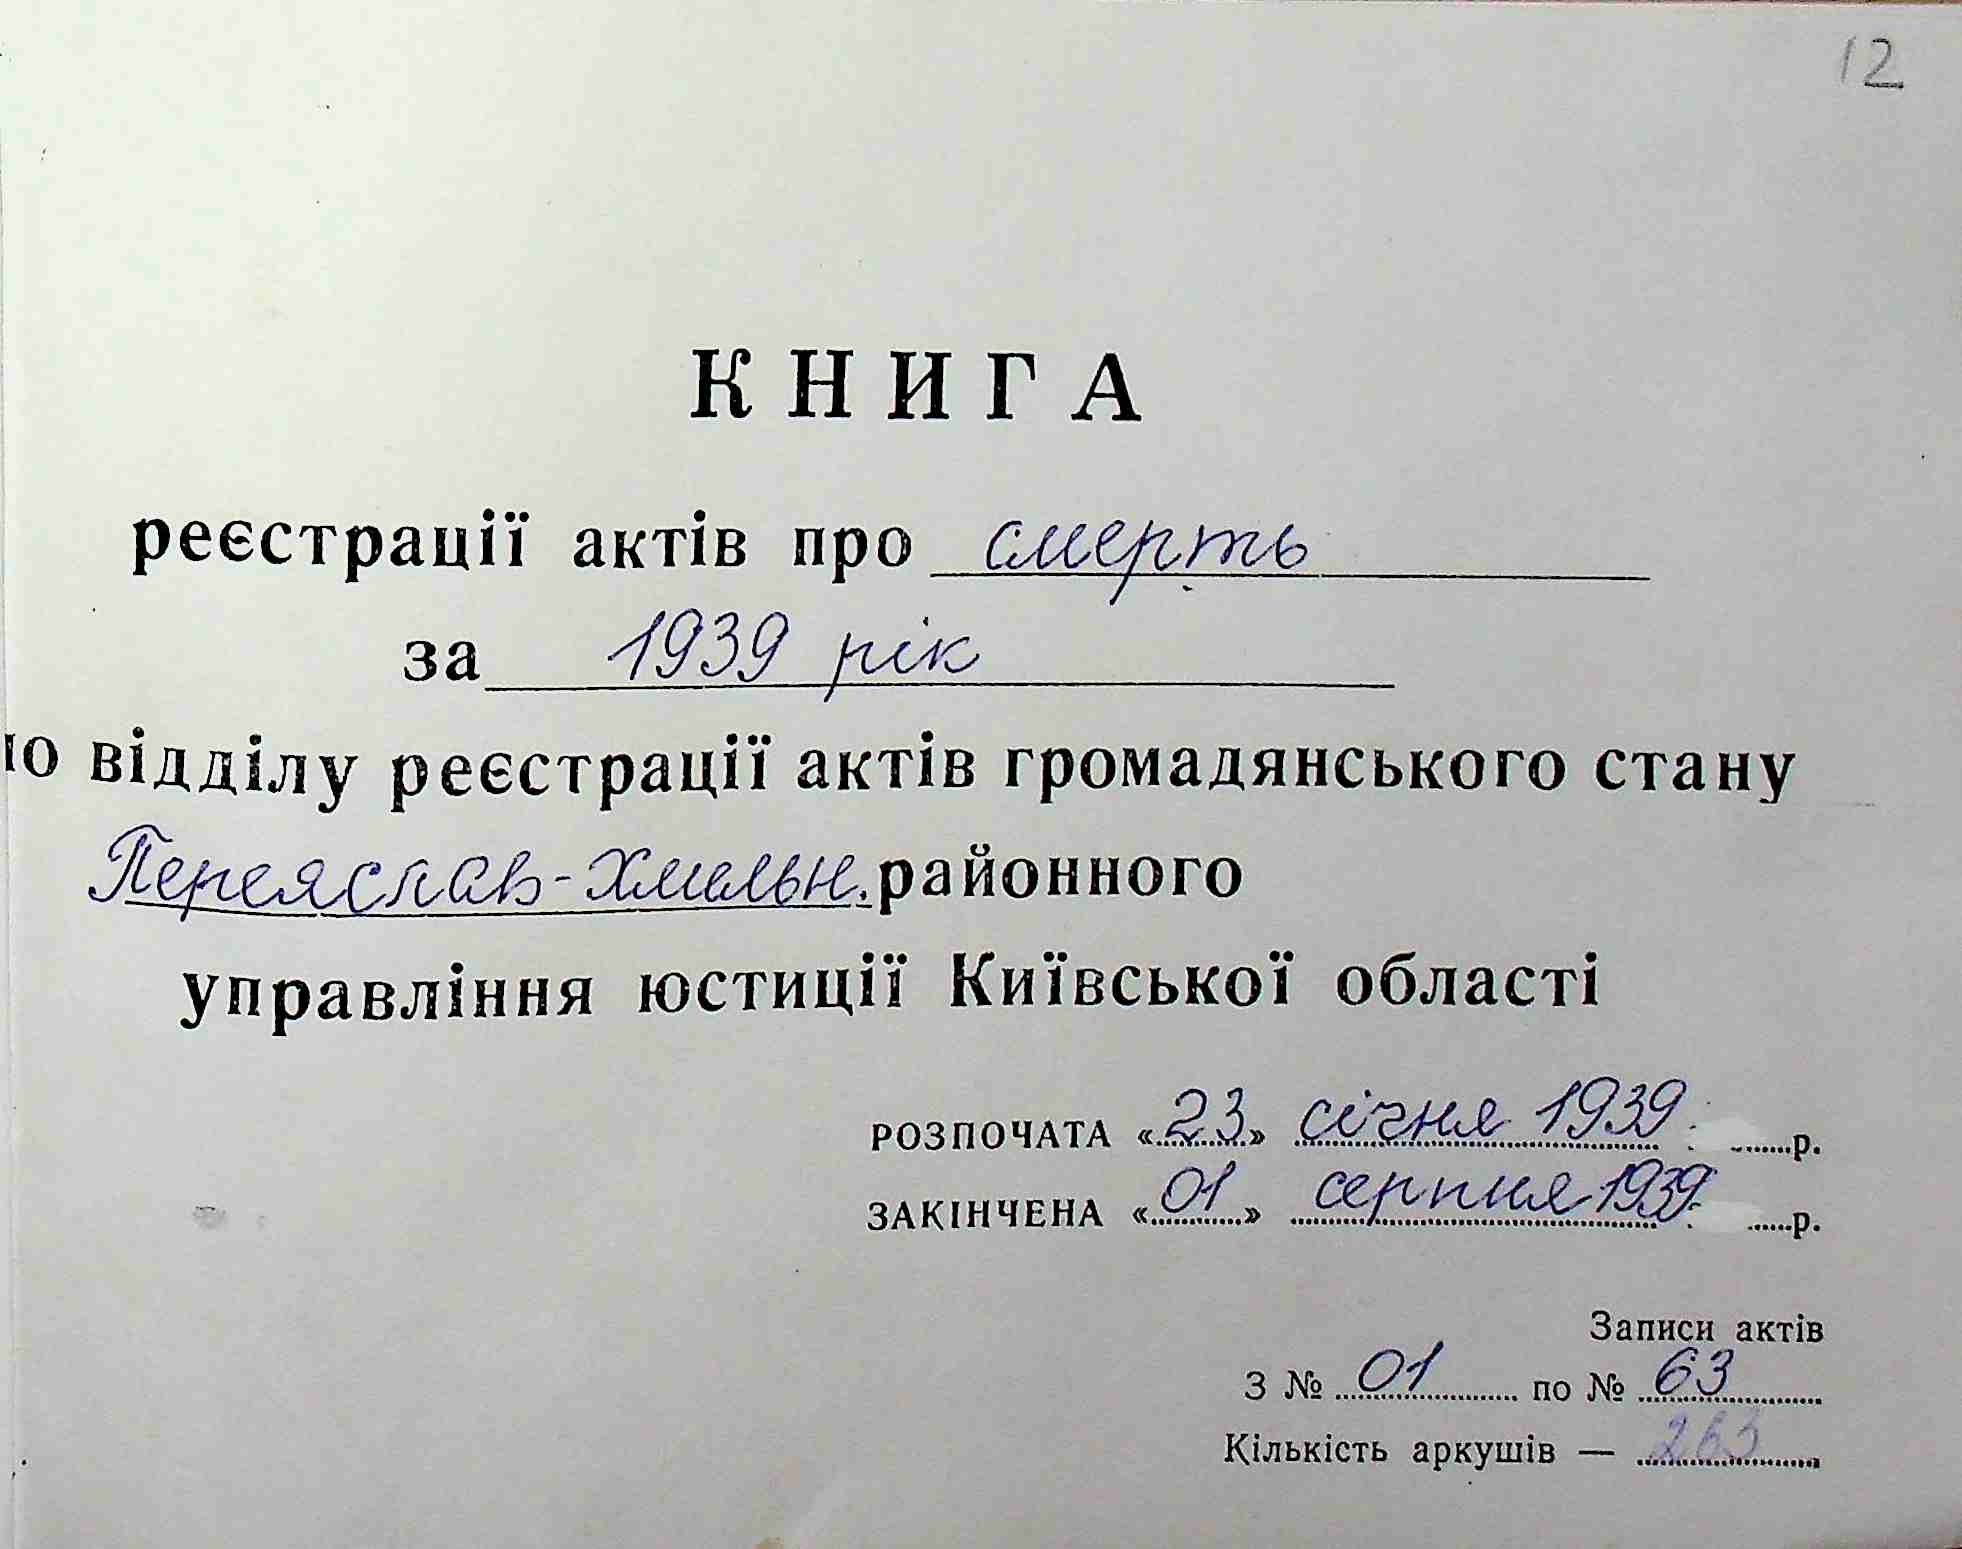 12
КНИГА
реєстрації актів про смерть
за 1939 рік
по відділу реєстрації актів громадянського стану
Переяслав-Хмельн. районного
управління юстиції Київської області
РОЗПОЧАТА «23» січня 1939 р.
ЗАКІНЧЕНА «01» серпня 1939 р.
Записи актів
З № 01 по № 63
Кількість аркушів — 263